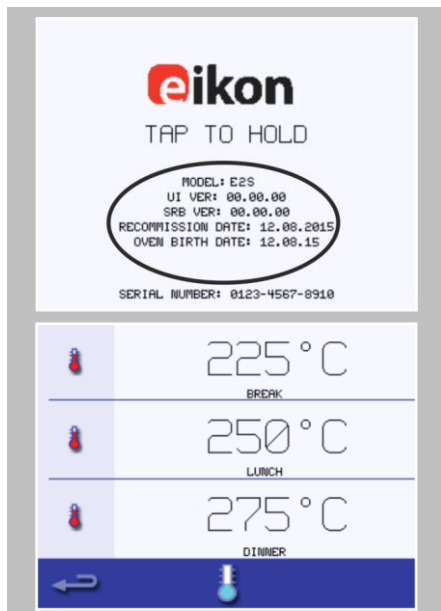 eikon
TAP TO HOLD
MODEL: E2S
UI VER: 00.00.00
SRB VER: 00.00.00
RECOMMISSION DATE: 12.08.2015
OVEN BIRTH DATE: 12.08.15
SERIAL NUMBER: 0123-4567-8910
225°C
BREAK
250°C
LUNCH
275°C
DINNER